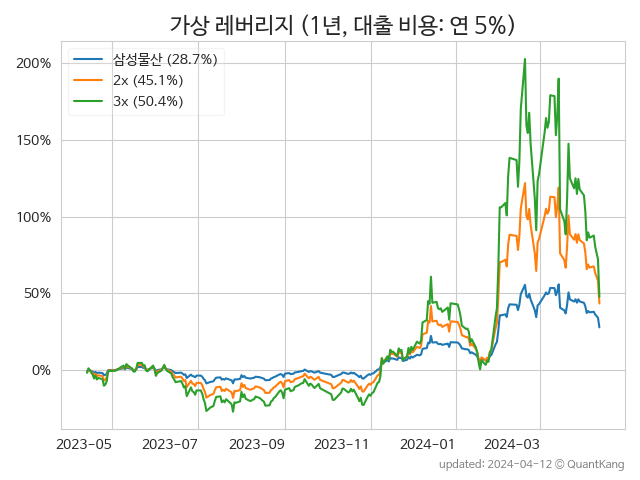 가상 레버리지 (1년, 대출 비용: 연 5%)
삼성물산 (28.7%)
2x (45.1%)
3x (50.4%)
200%
150%
100%
50%
0%
2023-05 2023-07 2023-09 2023-11 2024-01 2024-03
updated: 2024-04-12 © QuantKang